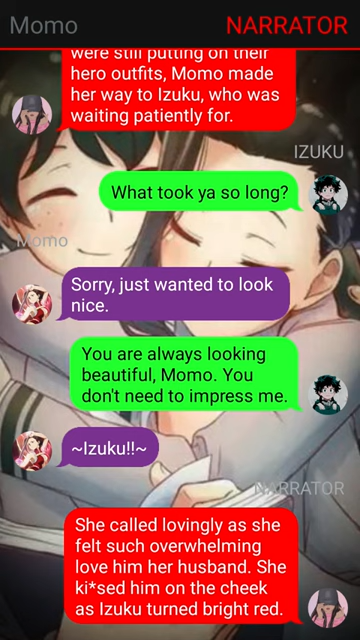 Momo NARRATOR
were still putting on their
hero outfits, Momo made
her way to Izuku, who was
waiting patiently for.
IZUKU
What took ya so long?
Momo
Sorry, just wanted to look
nice.
You are always looking
beautiful, Momo. You
don't need to impress me.
~Izuku!!~
NARRATOR
She called lovingly as she
felt such overwhelming
love him her husband. She
ki*sed him on the cheek
as Izuku turned bright red.